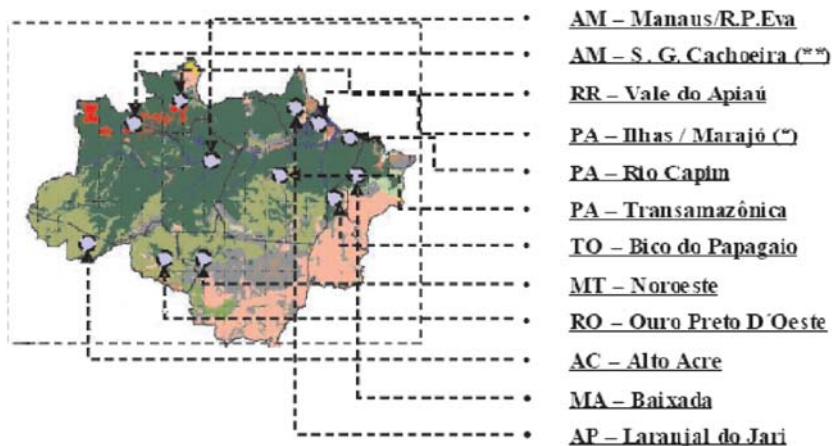 • AM – Manaus/R.P.Eva
• AM – S. G. Cachoeira (**)
• RR – Vale do Apiaú
• PA – Ilhas / Marajó (*)
• PA – Rio Capim
• PA – Transamazônica
• TO – Bico do Papagaio
• MT – Noroeste
• RO – Ouro Preto D´Oeste
• AC – Alto Acre
• MA – Baixada
• AP – Laranjal do Jari